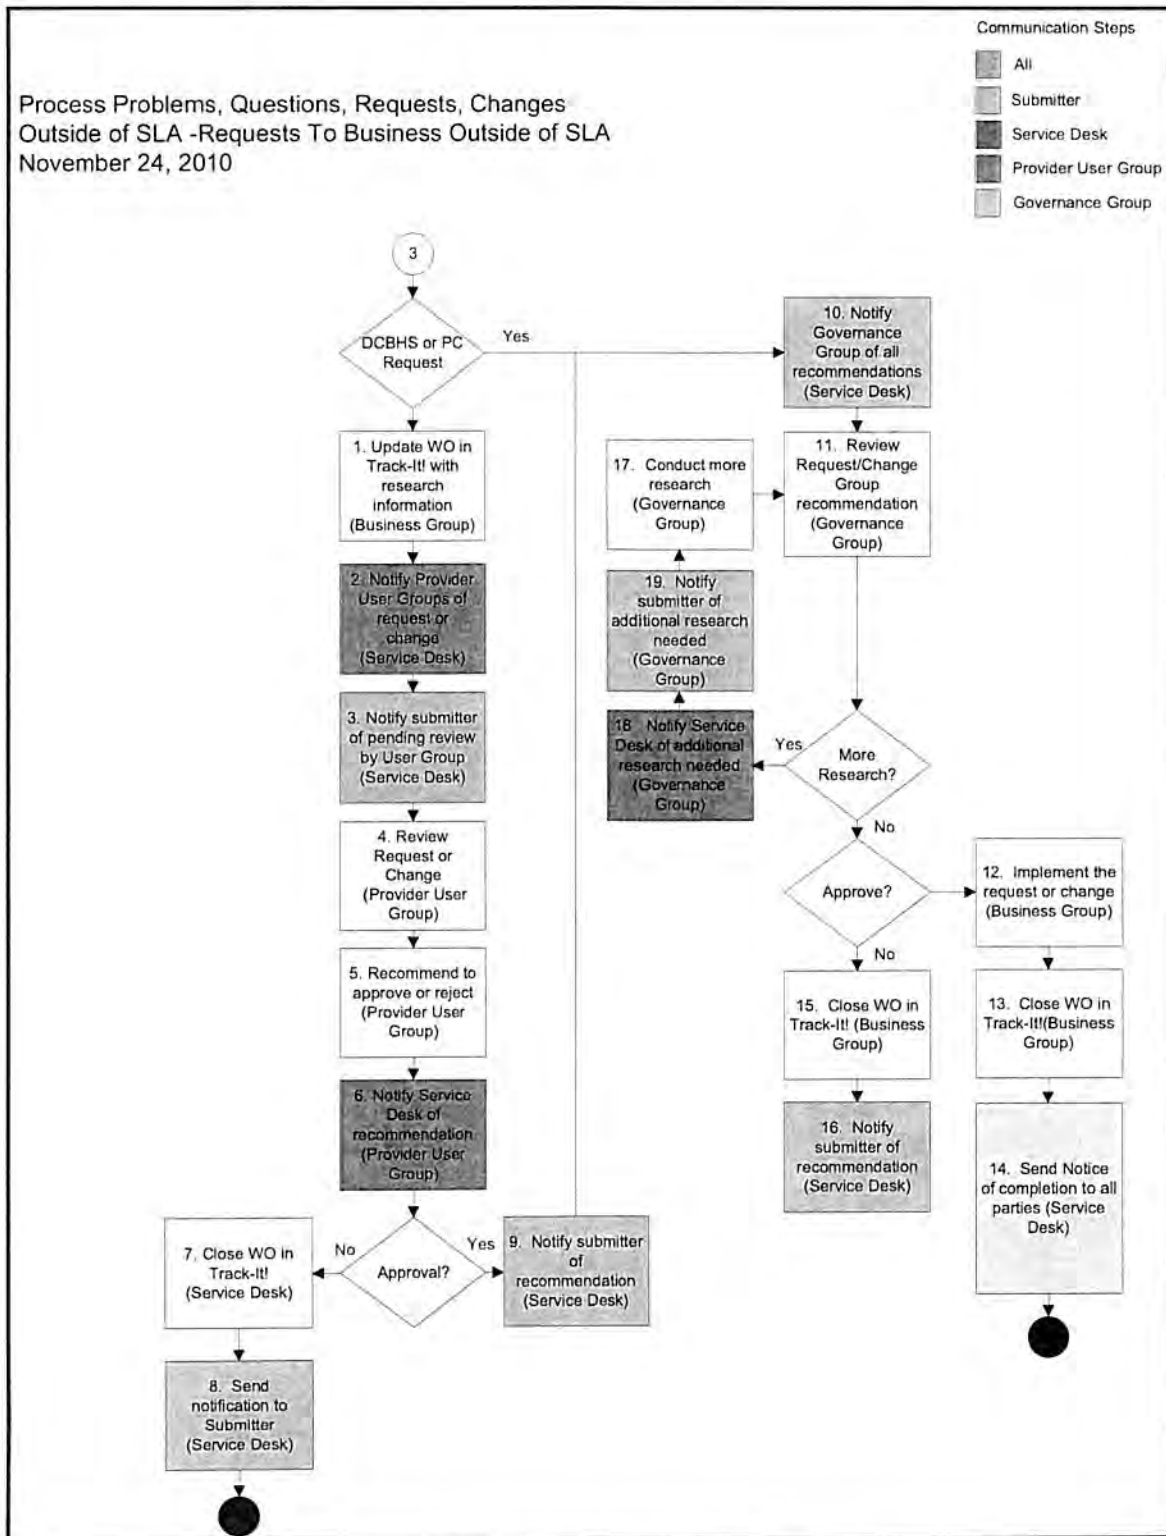 Communication Steps
All
Submitter
Service Desk
Provider User Group
Governance Group
Process Problems, Questions, Requests, Changes
Outside of SLA -Requests To Business Outside of SLA
November 24, 2010
3
DCBHS or PC
Request
Yes
1. Update WO in
Track-It! with
research
information
(Business Group)
2. Notify Provider
User Groups of
request or
change
(Service Desk)
3. Notify submitter
of pending review
by User Group
(Service Desk)
4. Review
Request or
Change
(Provider User
Group)
5. Recommend to
approve or reject
(Provider User
Group)
6. Notify Service
Desk of
recommendation
(Provider User
Group)
Approval?
No
Yes
7. Close WO in
Track-It!
(Service Desk)
8. Send
notification to
Submitter
(Service Desk)
9. Notify submitter
of
recommendation
(Service Desk)
10. Notify
Governance
Group of all
recommendations
(Service Desk)
11. Review
Request/Change
Group
recommendation
(Governance
Group)
17. Conduct more
research
(Governance
Group)
19. Notify
submitter of
additional research
needed
(Governance
Group)
18 Notify Service
Desk of additional
research needed
(Governance
Group)
Yes
More
Research?
No
Approve?
No
12. Implement the
request or change
(Business Group)
13. Close WO in
Track-It!(Business
Group)
14. Send Notice
of completion to all
parties (Service
Desk)
15. Close WO in
Track-It! (Business
Group)
16. Notify
submitter of
recommendation
(Service Desk)